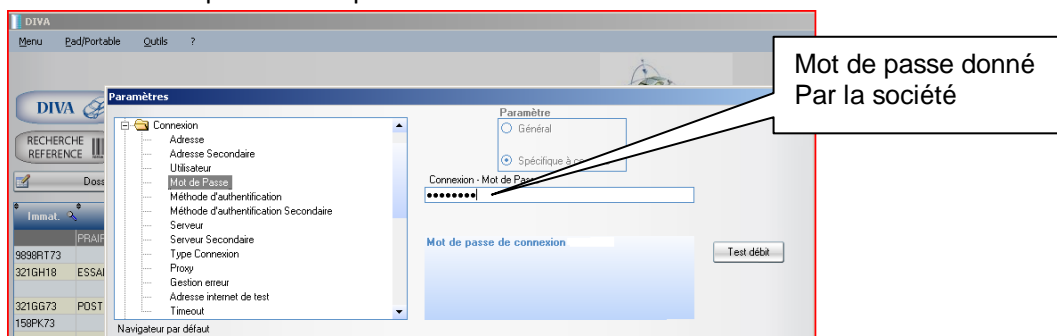 DIVA
Menu Pad/Portable Outils ?
Mot de passe donné
Par la société
DIVA
Paramètres
Connexion
Adresse
Adresse Secondaire
Utilisateur
Mot de Passe
Méthode d'authentification
Méthode d'authentification Secondaire
Serveur
Serveur Secondaire
Type Connexion
Proxy
Gestion erreur
Adresse internet de test
Timeout
Navigateur par défaut
Paramètre
Général
Spécifique à
Connexion - Mot de Pass
Mot de passe de connexion
Test débit
RECHERCHE
REFERENCE
Doss
Immat.
PRAIR
9898RT73
321GH18 ESSAI
321GG73 POST
158PK73